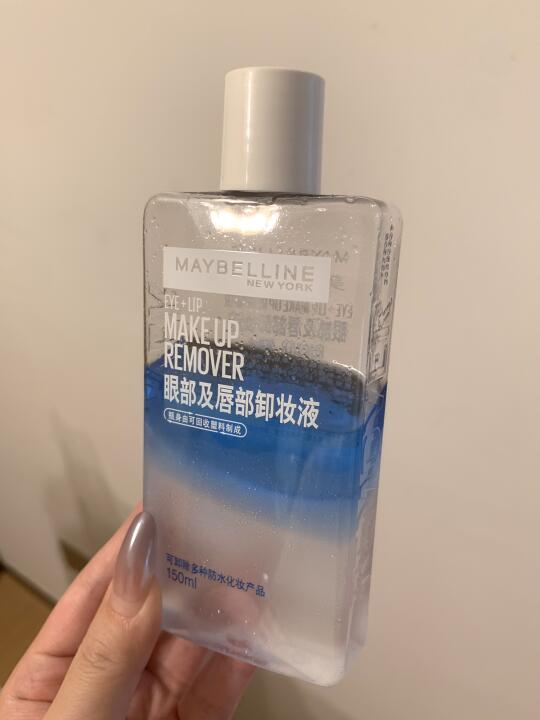 MAYBELLINE
NEW YORK
EYE+LIP
MAKE UP
REMOVER
眼部及唇部卸妆液
瓶身由可回收塑料制成
可卸除多种防水化妆产品
150ml